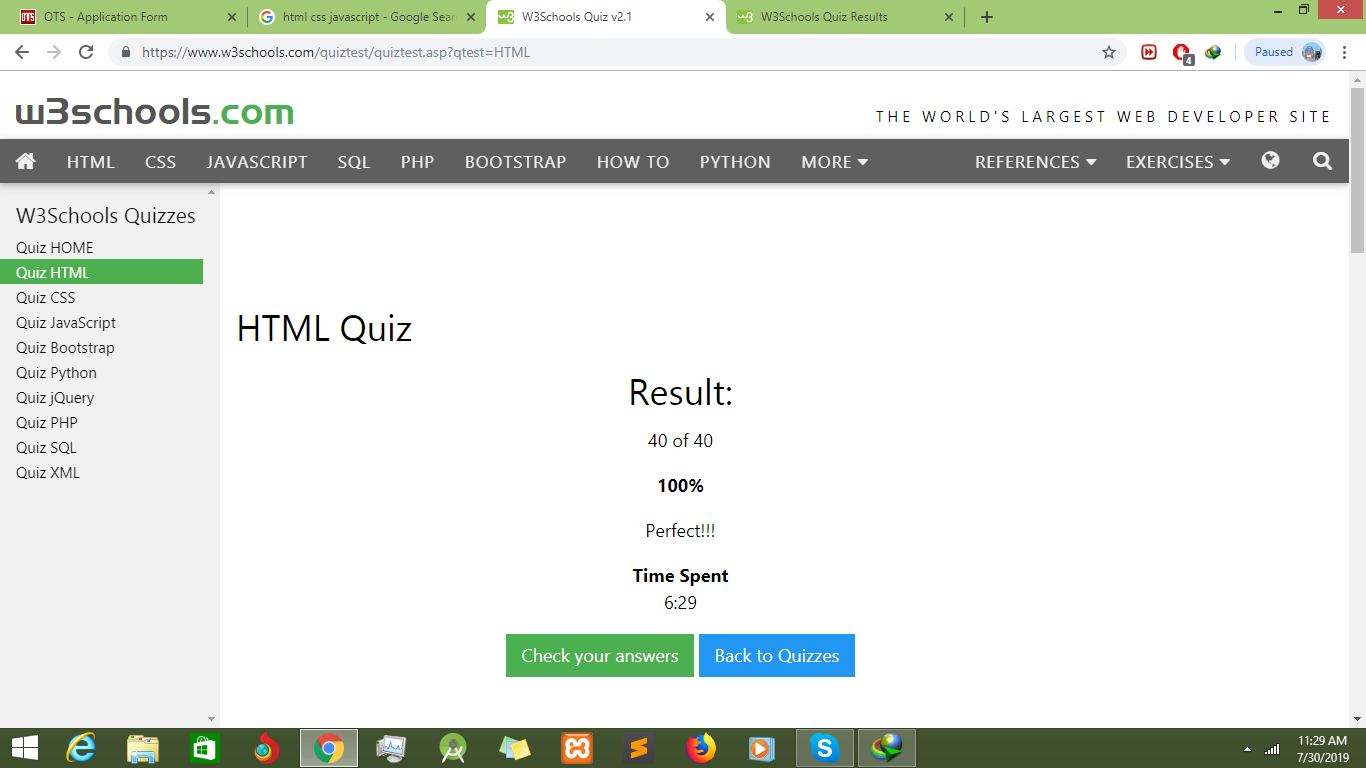 OTS - Application Form
html css javascript - Google Sear
W3Schools Quiz v2.1
W3Schools Quiz Results
https://www.w3schools.com/quiztest/quiztest.asp?qtest=HTML
4
Paused
w3schools.com
THE WORLD'S LARGEST WEB DEVELOPER SITE
HTML CSS JAVASCRIPT SQL PHP BOOTSTRAP HOW TO PYTHON MORE REFERENCES EXERCISES
W3Schools Quizzes
Quiz HOME
Quiz HTML
Quiz CSS
Quiz JavaScript
Quiz Bootstrap
Quiz Python
Quiz jQuery
Quiz PHP
Quiz SQL
Quiz XML
HTML Quiz
Result:
40 of 40
100%
Perfect!!!
Time Spent
6:29
Check your answers
Back to Quizzes
11:29 AM
7/30/2019